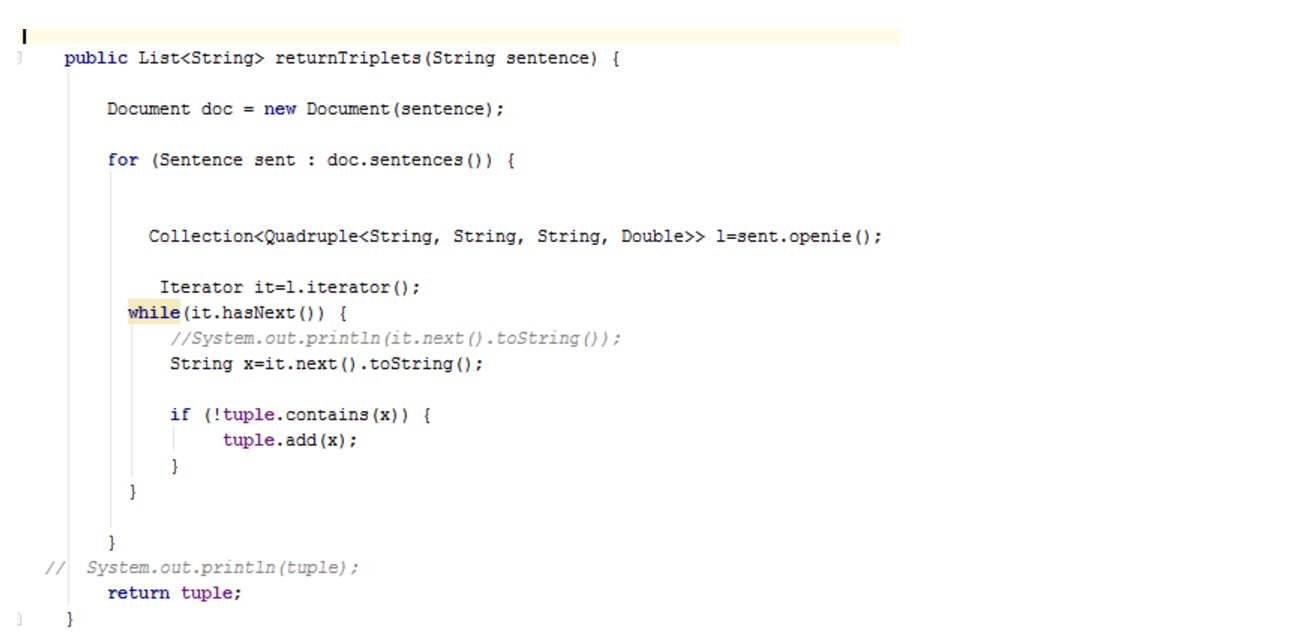 public List<String> returnTriplets(String sentence) {
Document doc = new Document(sentence);
for (Sentence sent : doc.sentences()) {
Collection<Quadruple<String, String, String, Double>> l=sent.openie();
Iterator it=l.iterator();
while(it.hasNext()) {
//System.out.println(it.next().toString());
String x=it.next().toString();
if (!tuple.contains(x)) {
tuple.add(x);
}
}
}
// System.out.println(tuple);
return tuple;
}